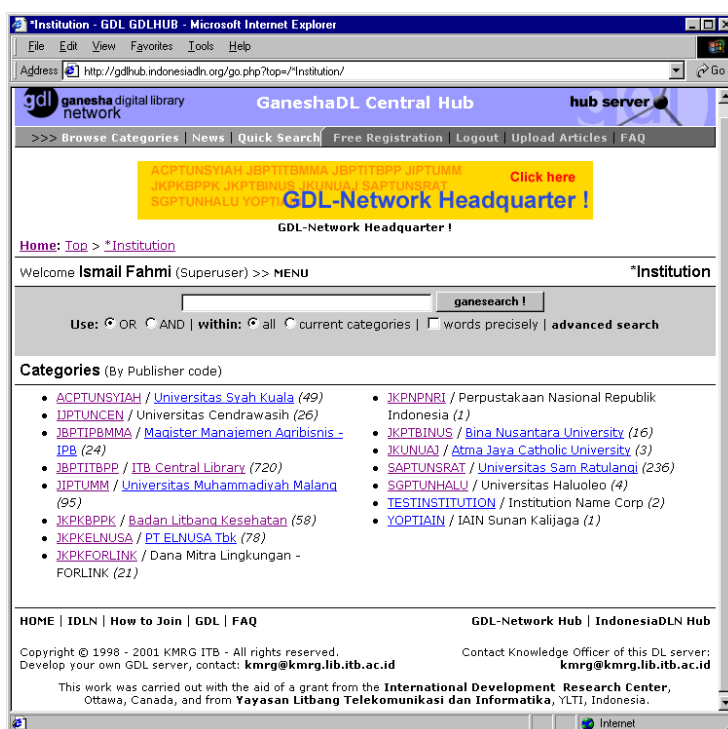 *Institution - GDL GDLHUB - Microsoft Internet Explorer
File Edit View Favorites Tools Help
Address http://gdlhub.indonesiadln.org/go.php?top=/*Institution/ Go
gdl ganesha digital library network GaneshaDL Central Hub hub server
>>> Browse Categories | News | Quick Search Free Registration | Logout | Upload Articles | FAQ
ACPTUNSYIAH JBPTITBMMA JBPTITBPP JIPTUMM
JKPKBPPK JKPTBINUS JKUNUAJ SAPTUNSRAT
SGPTUNHALU YOPTIAIN
Click here
GDL-Network Headquarter !
GDL-Network Headquarter !
Home: Top > *Institution
Welcome Ismail Fahmi (Superuser) >> MENU *Institution
ganesearch !
Use: OR AND | within: all current categories | words precisely | advanced search
Categories (By Publisher code)
ACPTUNSYIAH / Universitas Syah Kuala (49)
IJPTUNCEN / Universitas Cendrawasih (26)
JBPTIPBMMA / Magister Manajemen Agribisnis -
IPB (24)
JBPTITBPP / ITB Central Library (720)
JIPTUMM / Universitas Muhammadiyah Malang
(95)
JKPKBPPK / Badan Litbang Kesehatan (58)
JKPKELNUSA / PT ELNUSA Tbk (78)
JKPKFORLINK / Dana Mitra Lingkungan -
FORLINK (21)
JKPNPNRI / Perpustakaan Nasional Republik
Indonesia (1)
JKPTBINUS / Bina Nusantara University (16)
JKUNUAJ / Atma Jaya Catholic University (3)
SAPTUNSRAT / Universitas Sam Ratulangi (236)
SGPTUNHALU / Universitas Haluoleo (4)
TESTINSTITUTION / Institution Name Corp (2)
YOPTIAIN / IAIN Sunan Kalijaga (1)
HOME | IDLN | How to Join | GDL | FAQ GDL-Network Hub | IndonesiaDLN Hub
Copyright © 1998 - 2001 KMRG ITB - All rights reserved.
Develop your own GDL server, contact: kmrg@kmrg.lib.itb.ac.id
Contact Knowledge Officer of this DL server:
kmrg@kmrg.lib.itb.ac.id
This work was carried out with the aid of a grant from the International Development Research Center,
Ottawa, Canada, and from Yayasan Litbang Telekomunikasi dan Informatika, YLTI, Indonesia.
Internet